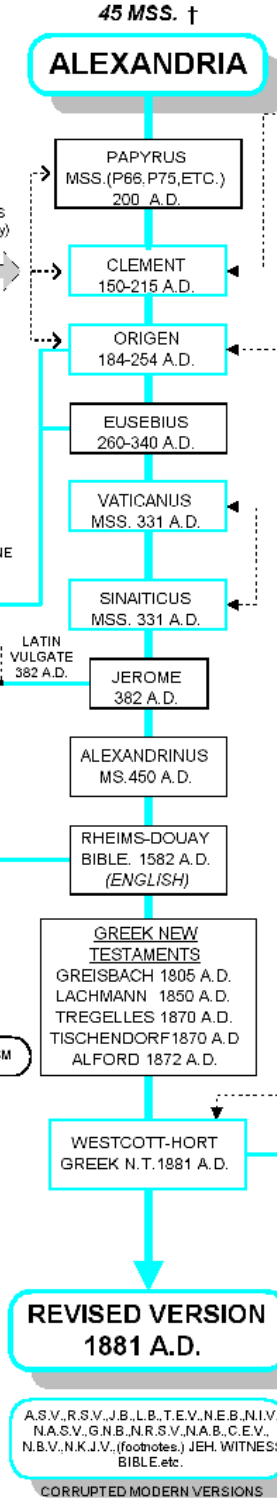 45 MSS. †
ALEXANDRIA
PAPYRUS
MSS.(P66,P75,ETC.)
200 A.D.
CLEMENT
150-215 A.D.
ORIGEN
184-254 A.D.
EUSEBIUS
260-340 A.D.
VATICANUS
MSS. 331 A.D.
SINAITICUS
MSS. 331 A.D.
LATIN
VULGATE
382 A.D.
JEROME
382 A.D.
ALEXANDRINUS
MS.450 A.D.
RHEIMS-DOUAY
BIBLE. 1582 A.D.
(ENGLISH)
GREEK NEW
TESTAMENTS
GREISBACH 1805 A.D.
LACHMANN 1850 A.D.
TREGELLES 1870 A.D.
TISCHENDORF 1870 A.D
ALFORD 1872 A.D.
WESTCOTT-HORT
GREEK N.T.1881 A.D.
REVISED VERSION
1881 A.D.
A.S.V.,R.S.V.,J.B.,L.B.,T.E.V.,N.E.B.,N.I.V.
N.A.S.V.,G.N.B.,N.R.S.V.,N.A.B.,C.E.V.,
N.B.V.,N.K.J.V.,(footnotes.) JEH. WITNESS
BIBLE.etc.
CORRUPTED MODERN VERSIONS